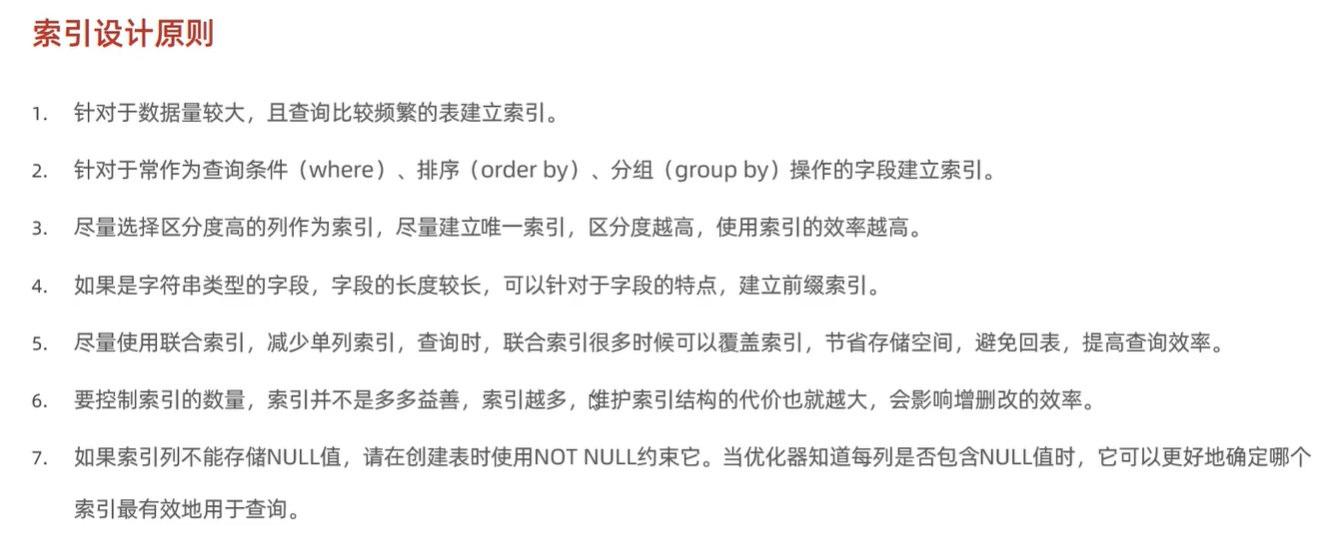 索引设计原则
1. 针对于数据量较大，且查询比较频繁的表建立索引。
2. 针对于常作为查询条件（where）、排序（order by）、分组（group by）操作的字段建立索引。
3. 尽量选择区分度高的列作为索引，尽量建立唯一索引，区分度越高，使用索引的效率越高。
4. 如果是字符串类型的字段，字段的长度较长，可以针对于字段的特点，建立前缀索引。
5. 尽量使用联合索引，减少单列索引，查询时，联合索引很多时候可以覆盖索引，节省存储空间，避免回表，提高查询效率。
6. 要控制索引的数量，索引并不是多多益善，索引越多，维护索引结构的代价也就越大，会影响增删改的效率。
7. 如果索引列不能存储NULL值，请在创建表时使用NOT NULL约束它。当优化器知道每列是否包含NULL值时，它可以更好地确定哪个
索引最有效地用于查询。